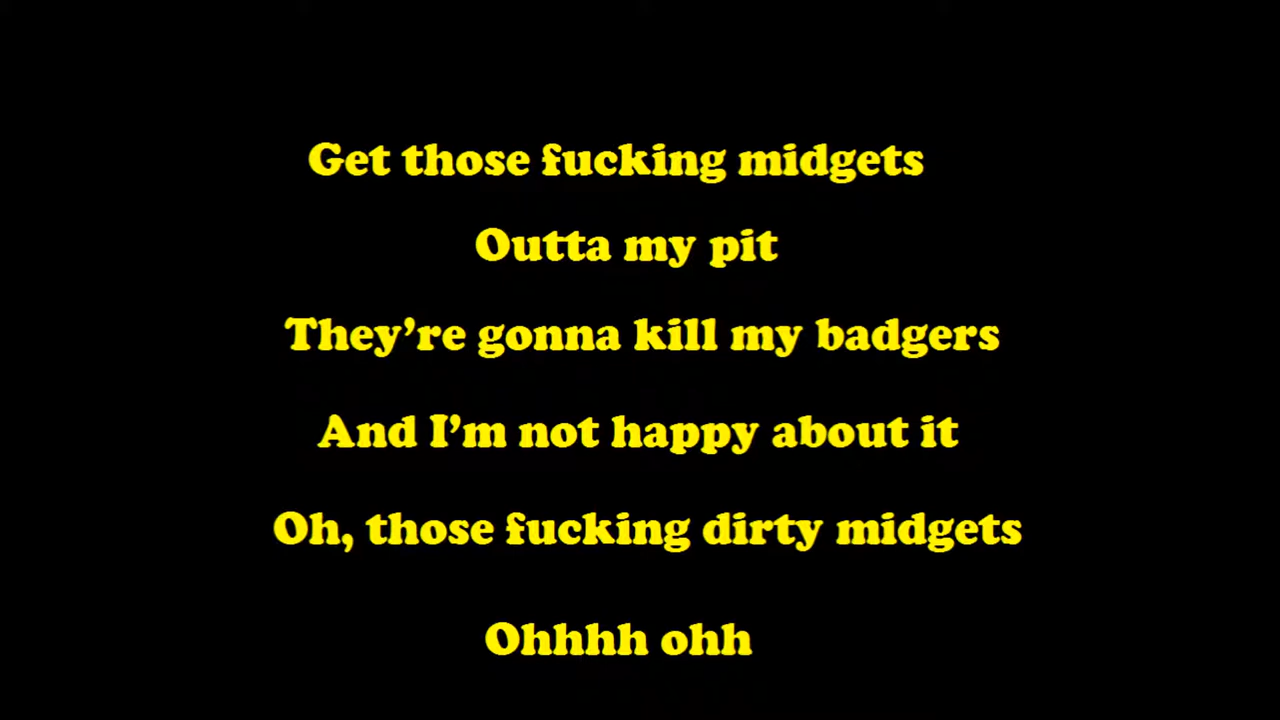 Get those fucking midgets
Outta my pit
They’re gonna kill my badgers
And I’m not happy about it
Oh, those fucking dirty midgets
Ohhhh ohh